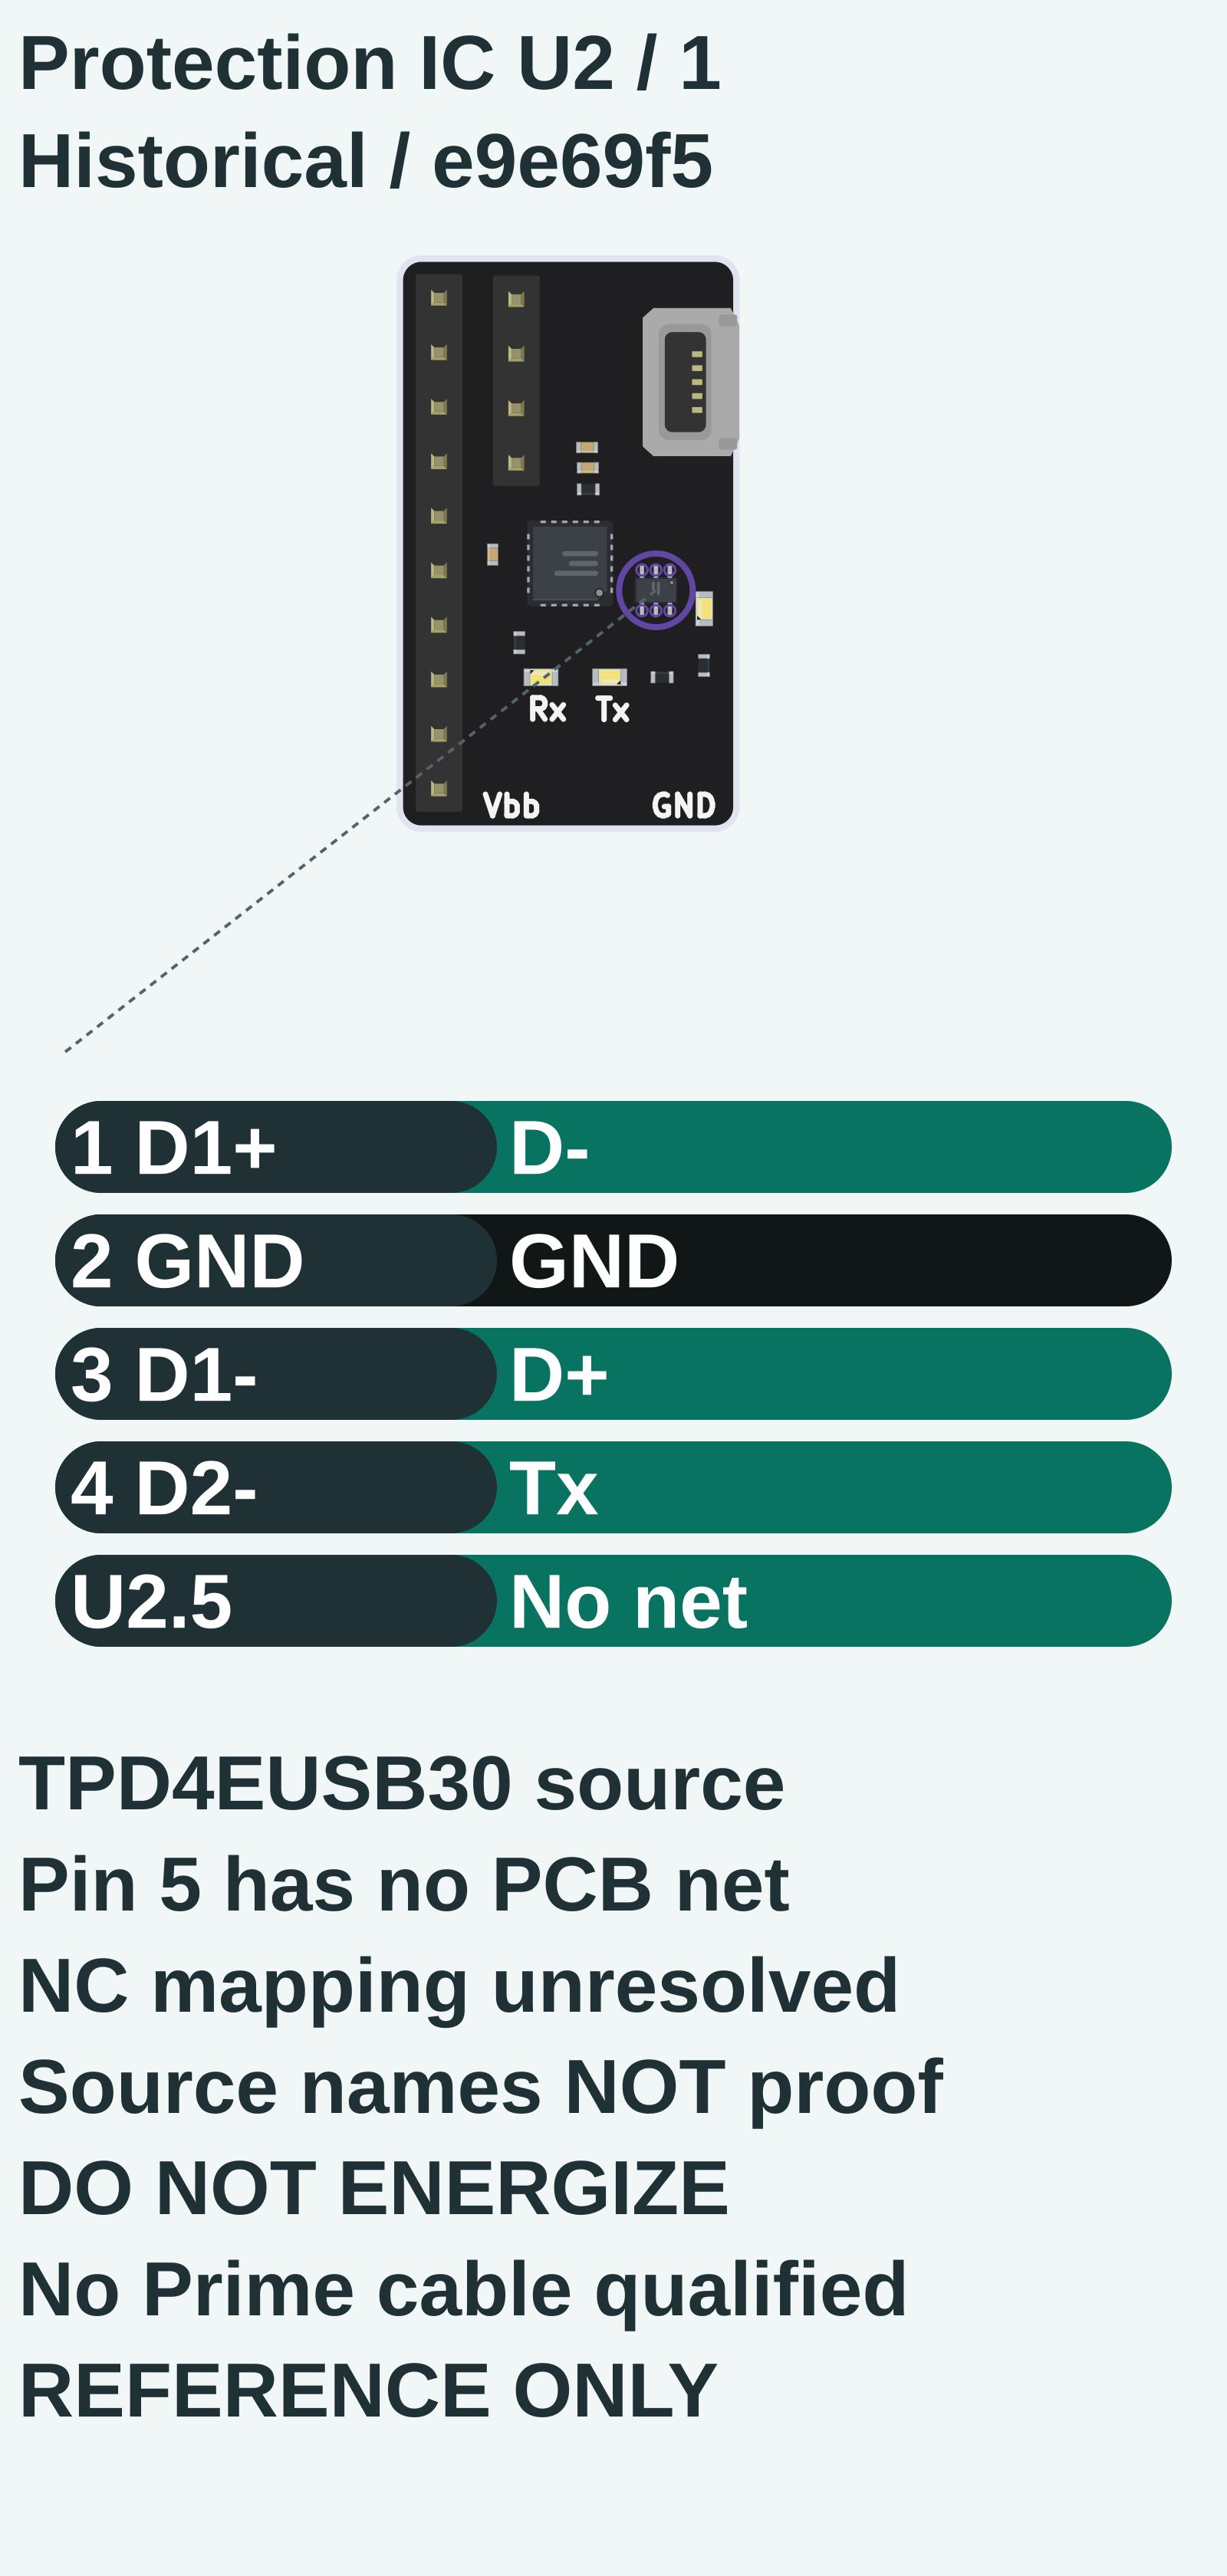 Protection IC U2 / 1
Historical / e9e69f5
Rx Tx
Vbb GND
1 D1+ D-
2 GND GND
3 D1- D+
4 D2- Tx
U2.5 No net
TPD4EUSB30 source
Pin 5 has no PCB net
NC mapping unresolved
Source names NOT proof
DO NOT ENERGIZE
No Prime cable qualified
REFERENCE ONLY